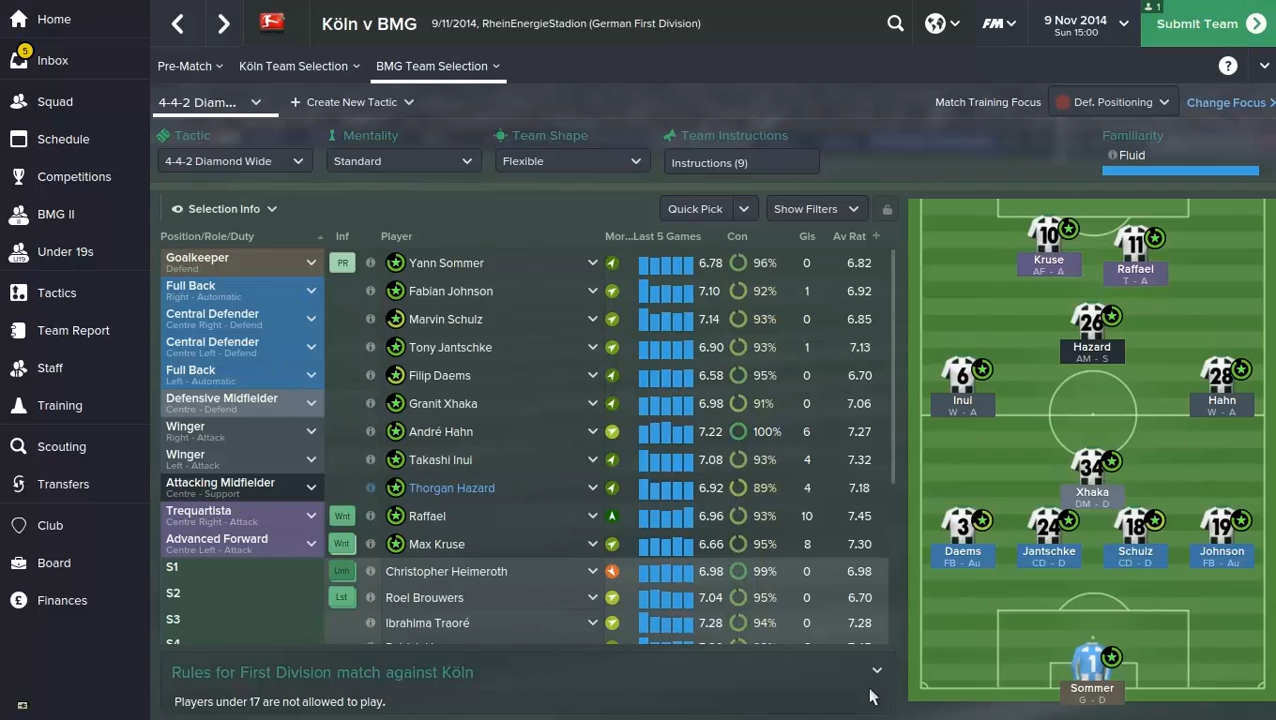 Home
5
Inbox
Squad
Schedule
Competitions
BMG II
Under 19s
U19
Tactics
Team Report
Staff
Training
Scouting
Transfers
Club
Board
Finances
Köln v BMG
9/11/2014, RheinEnergieStadion (German First Division)
FM
9 Nov 2014
Sun 15:00
1
Submit Team
Pre-Match
Köln Team Selection
BMG Team Selection
?
4-4-2 Diam...
+ Create New Tactic
Match Training Focus
Def. Positioning
Change Focus
Tactic
Mentality
Team Shape
Team Instructions
Familiarity
4-4-2 Diamond Wide
Standard
Flexible
Instructions (9)
Fluid
Selection Info
Quick Pick
Show Filters
Position/Role/Duty Inf Player Mor... Last 5 Games Con Gls Av Rat +
Goalkeeper
Defend
PR Yann Sommer 6.78 96% 0 6.82
Full Back
Right - Automatic
Fabian Johnson 7.10 92% 1 6.92
Central Defender
Centre Right - Defend
Marvin Schulz 7.14 93% 0 6.85
Central Defender
Centre Left - Defend
Tony Jantschke 6.90 93% 1 7.13
Full Back
Left - Automatic
Filip Daems 6.58 95% 0 6.70
Defensive Midfielder
Centre - Defend
Granit Xhaka 6.98 91% 0 7.06
Winger
Right - Attack
André Hahn 7.22 100% 6 7.27
Winger
Left - Attack
Takashi Inui 7.08 93% 4 7.32
Attacking Midfielder
Centre - Support
Thorgan Hazard 6.92 89% 4 7.18
Trequartista
Centre Right - Attack
Wnt Raffael 6.96 93% 10 7.45
Advanced Forward
Centre Left - Attack
Wnt Max Kruse 6.66 95% 8 7.30
S1 Unh Christopher Heimeroth 6.98 99% 0 6.98
S2 Lst Roel Brouwers 7.04 95% 0 6.70
S3 Ibrahima Traoré 7.28 94% 0 7.28
S4
Rules for First Division match against Köln
Players under 17 are not allowed to play.
10
Kruse
AF - A
11
Raffael
T - A
26
Hazard
AM - S
6
Inui
W - A
28
Hahn
W - A
34
Xhaka
DM - D
3
Daems
FB - Au
24
Jantschke
CD - D
18
Schulz
CD - D
19
Johnson
FB - Au
1
Sommer
G - D